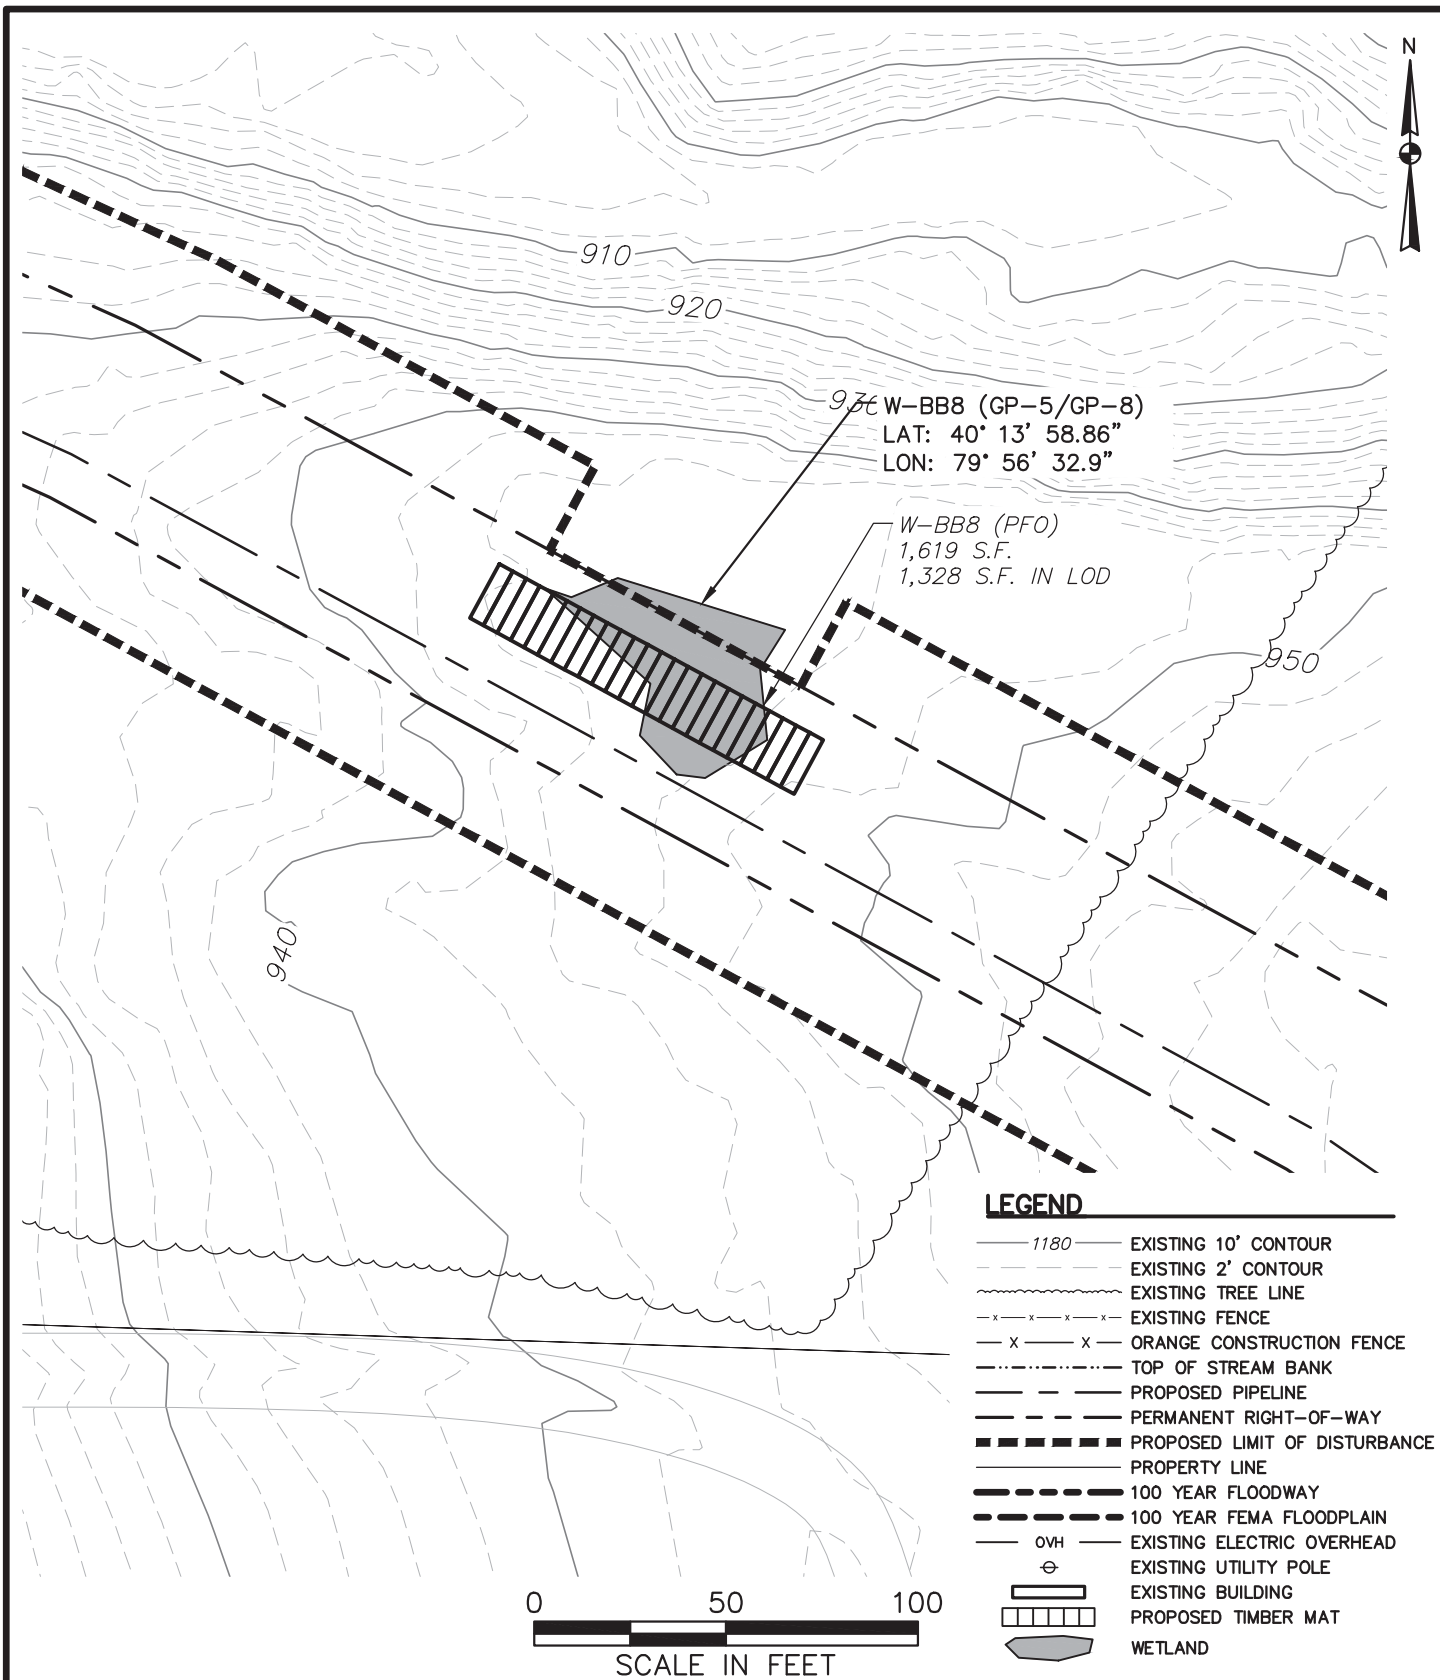 N
910
920
930
W-BB8 (GP-5/GP-8)
LAT: 40° 13' 58.86"
LON: 79° 56' 32.9"
W-BB8 (PFO)
1,619 S.F.
1,328 S.F. IN LOD
950
940
LEGEND
1180 EXISTING 10' CONTOUR
EXISTING 2' CONTOUR
EXISTING TREE LINE
x x x x EXISTING FENCE
X X ORANGE CONSTRUCTION FENCE
TOP OF STREAM BANK
PROPOSED PIPELINE
PERMANENT RIGHT-OF-WAY
PROPOSED LIMIT OF DISTURBANCE
PROPERTY LINE
100 YEAR FLOODWAY
100 YEAR FEMA FLOODPLAIN
OVH EXISTING ELECTRIC OVERHEAD
EXISTING UTILITY POLE
EXISTING BUILDING
PROPOSED TIMBER MAT
WETLAND
0 50 100
SCALE IN FEET